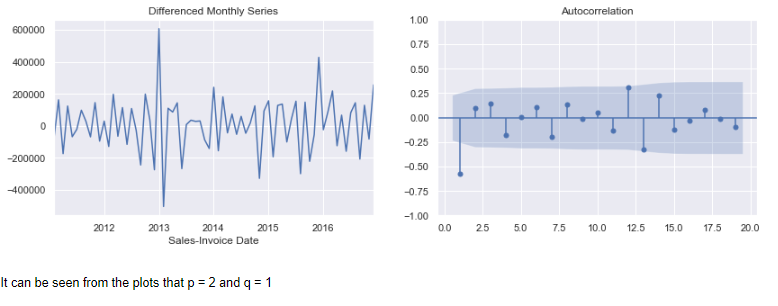 Differenced Monthly Series
600000
400000
200000
0
−200000
−400000
2012 2013 2014 2015 2016
Sales-Invoice Date
Autocorrelation
1.00
0.75
0.50
0.25
0.00
−0.25
−0.50
−0.75
−1.00
0.0 2.5 5.0 7.5 10.0 12.5 15.0 17.5 20.0
It can be seen from the plots that p = 2 and q = 1